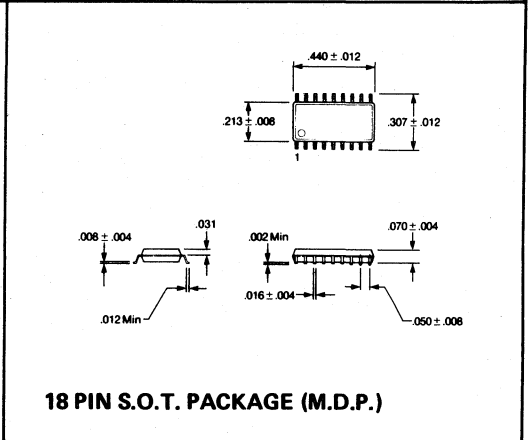 .440 ± .012
.213 ± .008
.307 ± .012
1
.008 ± .004
.031
.002 Min
.070 ± .004
.016 ± .004
.012 Min
.050 ± .008
18 PIN S.O.T. PACKAGE (M.D.P.)